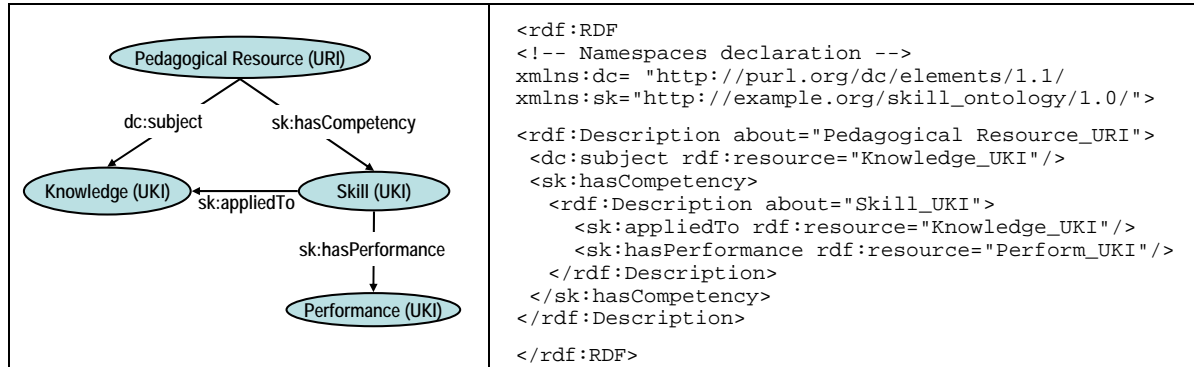 Pedagogical Resource (URI)
dc:subject
sk:hasCompetency
Knowledge (UKI)
sk:appliedTo
Skill (UKI)
sk:hasPerformance
Performance (UKI)
<rdf:RDF
<!-- Namespaces declaration -->
xmlns:dc= "http://purl.org/dc/elements/1.1/
xmlns:sk="http://example.org/skill_ontology/1.0/">
<rdf:Description about="Pedagogical Resource_URI">
<dc:subject rdf:resource="Knowledge_UKI"/>
<sk:hasCompetency>
<rdf:Description about="Skill_UKI">
<sk:appliedTo rdf:resource="Knowledge_UKI"/>
<sk:hasPerformance rdf:resource="Perform_UKI"/>
</rdf:Description>
</sk:hasCompetency>
</rdf:Description>
</rdf:RDF>